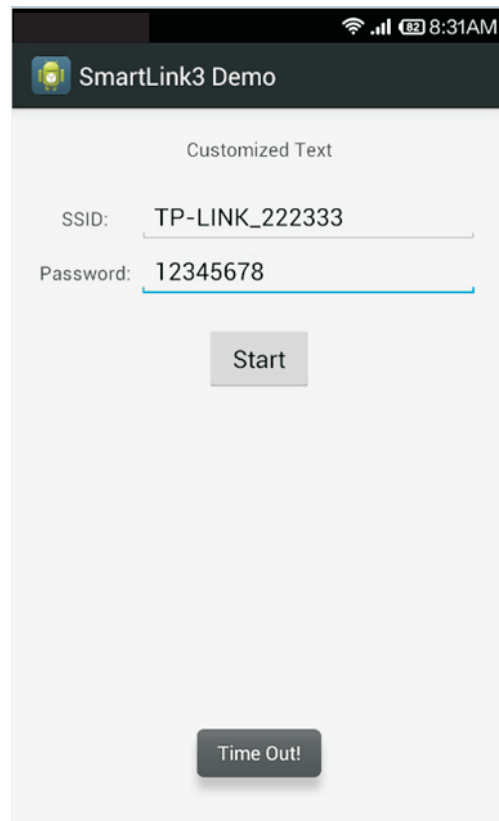 82 8:31AM
SmartLink3 Demo
Customized Text
SSID: TP-LINK_222333
Password: 12345678
Start
Time Out!